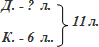 Д. - ? л.
К. - 6 л..
11 л.